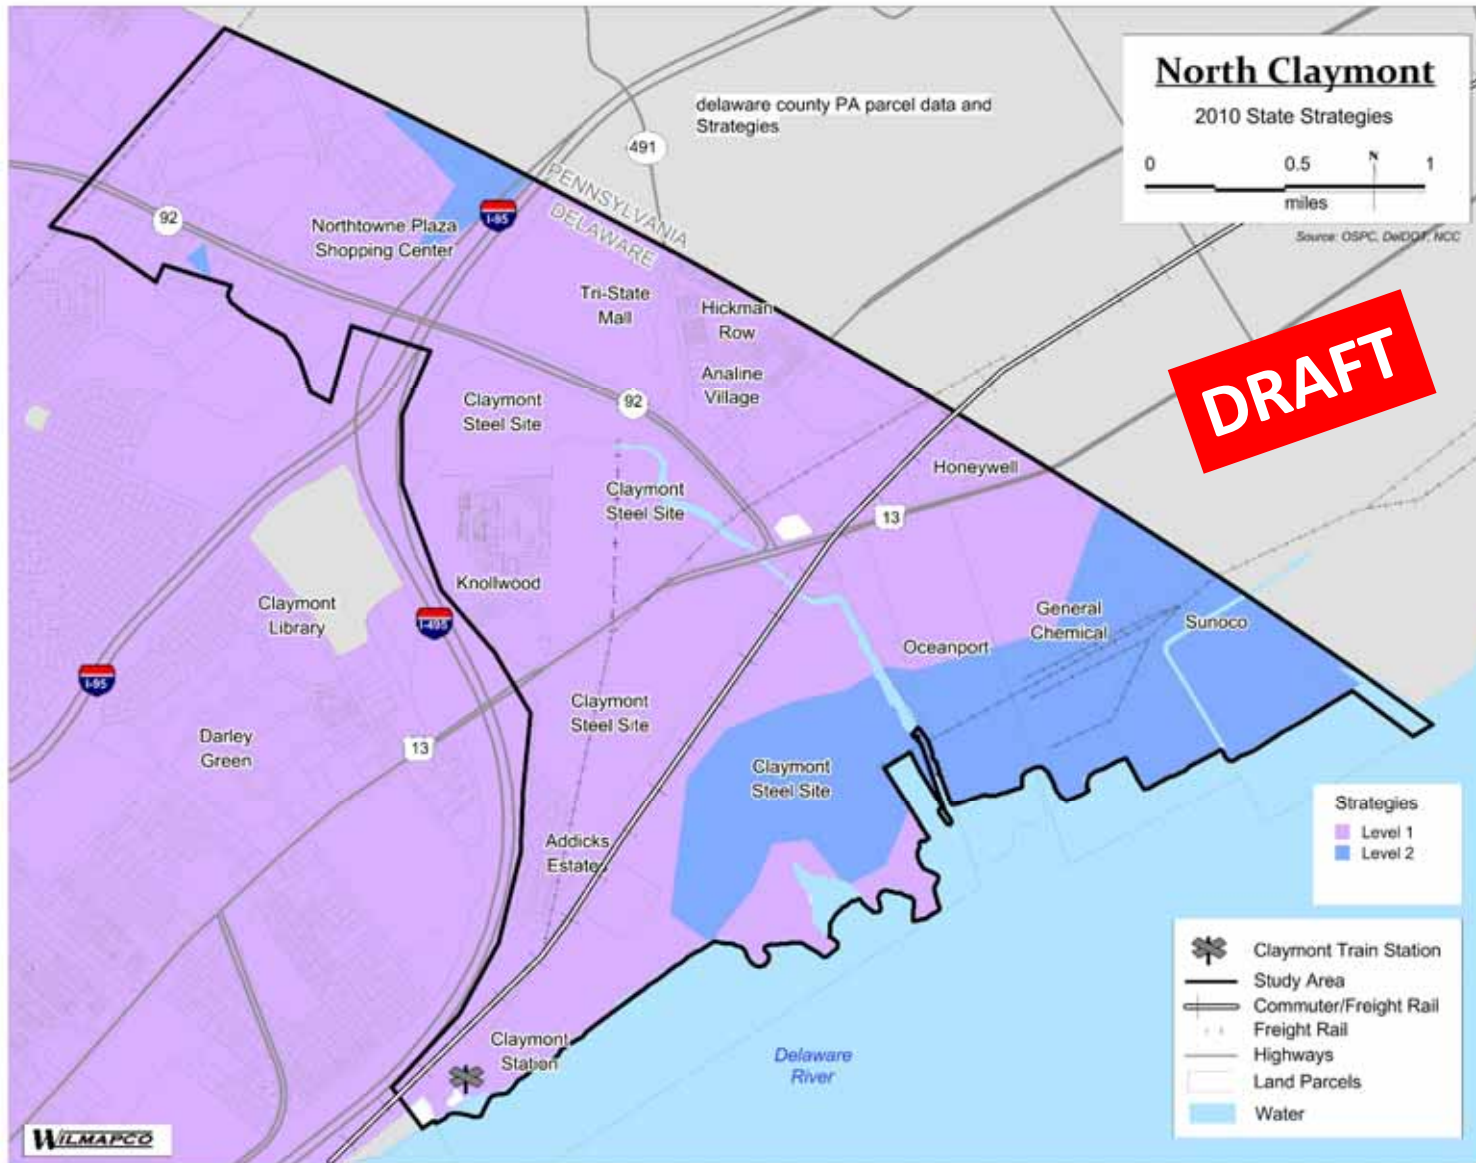 North Claymont
2010 State Strategies
0 0.5 1
N
miles
Source: OSPC, DelDOT, NCC
delaware county PA parcel data and
Strategies
491
PENNSYLVANIA
DELAWARE
DRAFT
92
Northtowne Plaza
Shopping Center
I-95
Tri-State
Mall
Hickman
Row
Analine
Village
92
Claymont
Steel Site
Honeywell
Claymont
Steel Site
13
Knollwood
Claymont
Library
I-495
General
Chemical
Sunoco
Oceanport
I-95
Claymont
Steel Site
Darley
Green
13
Claymont
Steel Site
Addicks
Estates
Strategies
Level 1
Level 2
Claymont
Station
Delaware
River
Claymont Train Station
Study Area
Commuter/Freight Rail
Freight Rail
Highways
Land Parcels
Water
WILMAPCO